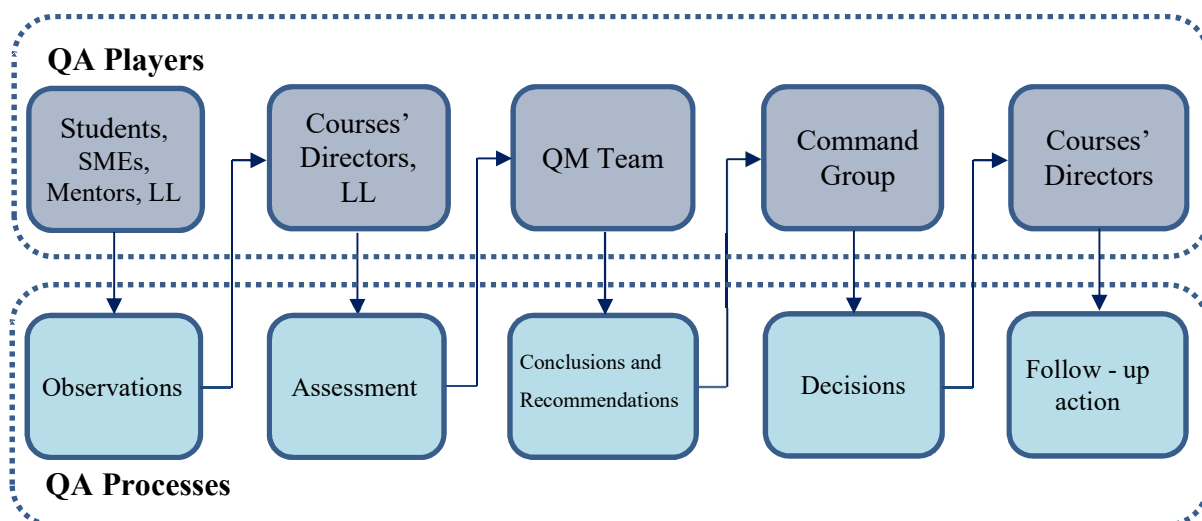 QA Players
Students,
SMEs,
Mentors, LL
Courses’
Directors,
LL
QM Team
Command
Group
Courses’
Directors
Observations
Assessment
Conclusions and
Recommendations
Decisions
Follow - up
action
QA Processes